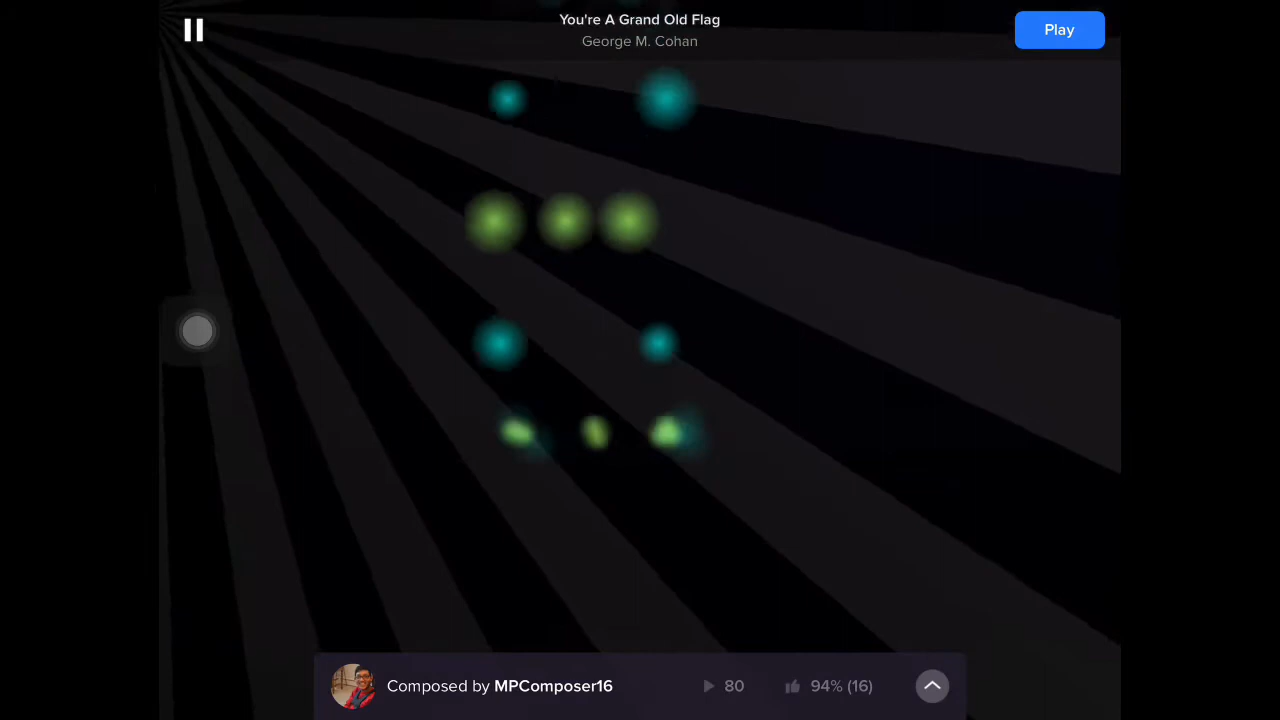 You're A Grand Old Flag
George M. Cohan
Play
Composed by MPComposer16
80
94% (16)